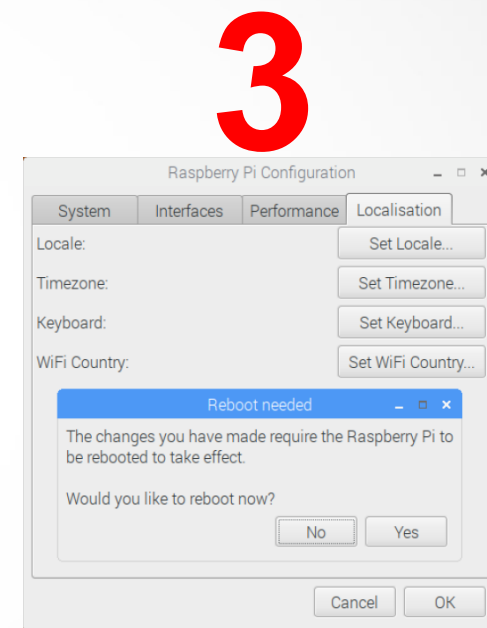 3
Raspberry Pi Configuration
System Interfaces Performance Localisation
Locale: Set Locale...
Timezone: Set Timezone...
Keyboard: Set Keyboard...
WiFi Country: Set WiFi Country...
Reboot needed
The changes you have made require the Raspberry Pi to
be rebooted to take effect.
Would you like to reboot now?
No Yes
Cancel OK